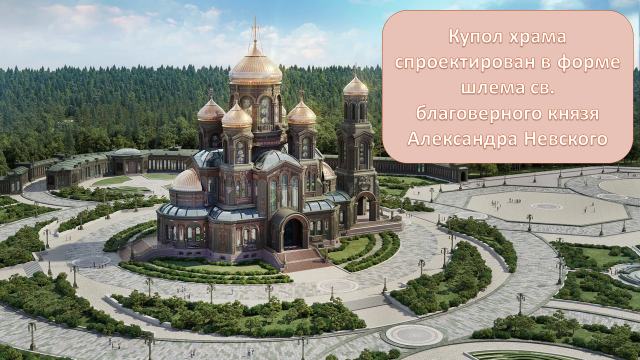 Купол храма
спроектирован в форме
шлема св.
благоверного князя
Александра Невского